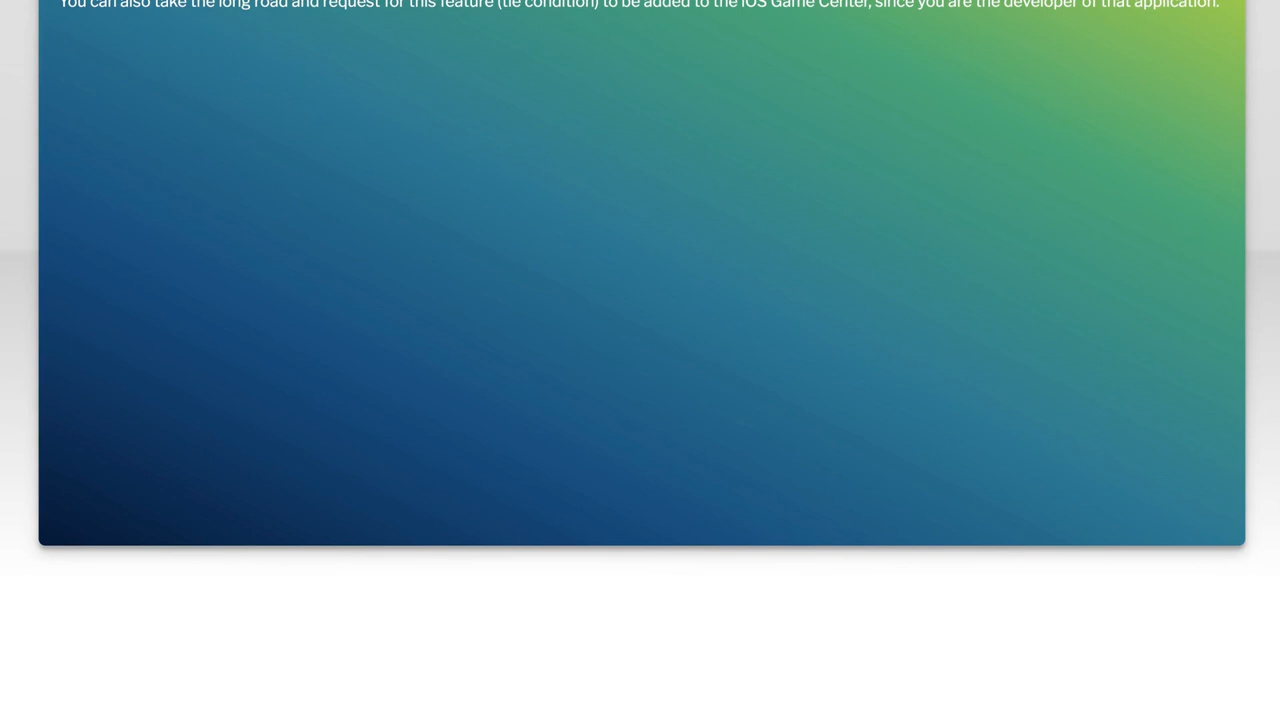 You can also take the long road and request for this feature (tie condition) to be added to the iOS Game Center, since you are the developer of that application.